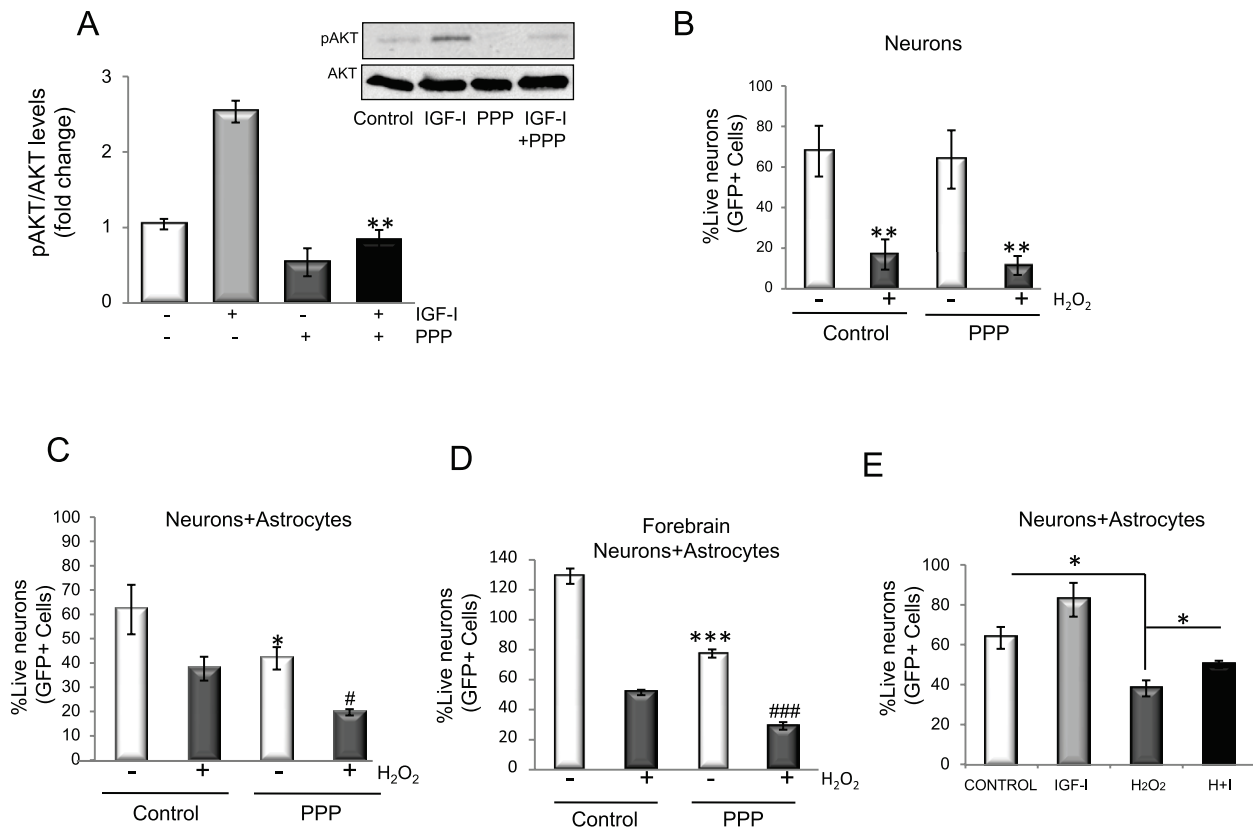 A
pAKT
AKT
Control IGF-I PPP IGF-I
+PPP
pAKT/AKT levels
(fold change)
3
2
1
0
**
- + - + IGF-I
- - + + PPP
B
Neurons
%Live neurons
(GFP+ Cells)
100
80
60
40
20
0
**
**
- + - + H₂O₂
Control PPP
C
Neurons+Astrocytes
%Live neurons
(GFP+ Cells)
100
90
80
70
60
50
40
30
20
10
0
*
#
- + - + H₂O₂
Control PPP
D
Forebrain
Neurons+Astrocytes
%Live neurons
(GFP+ Cells)
140
120
100
80
60
40
20
0
***
###
- + - + H₂O₂
Control PPP
E
Neurons+Astrocytes
%Live neurons
(GFP+ Cells)
100
80
60
40
20
0
*
*
CONTROL IGF-I H₂O₂ H+I